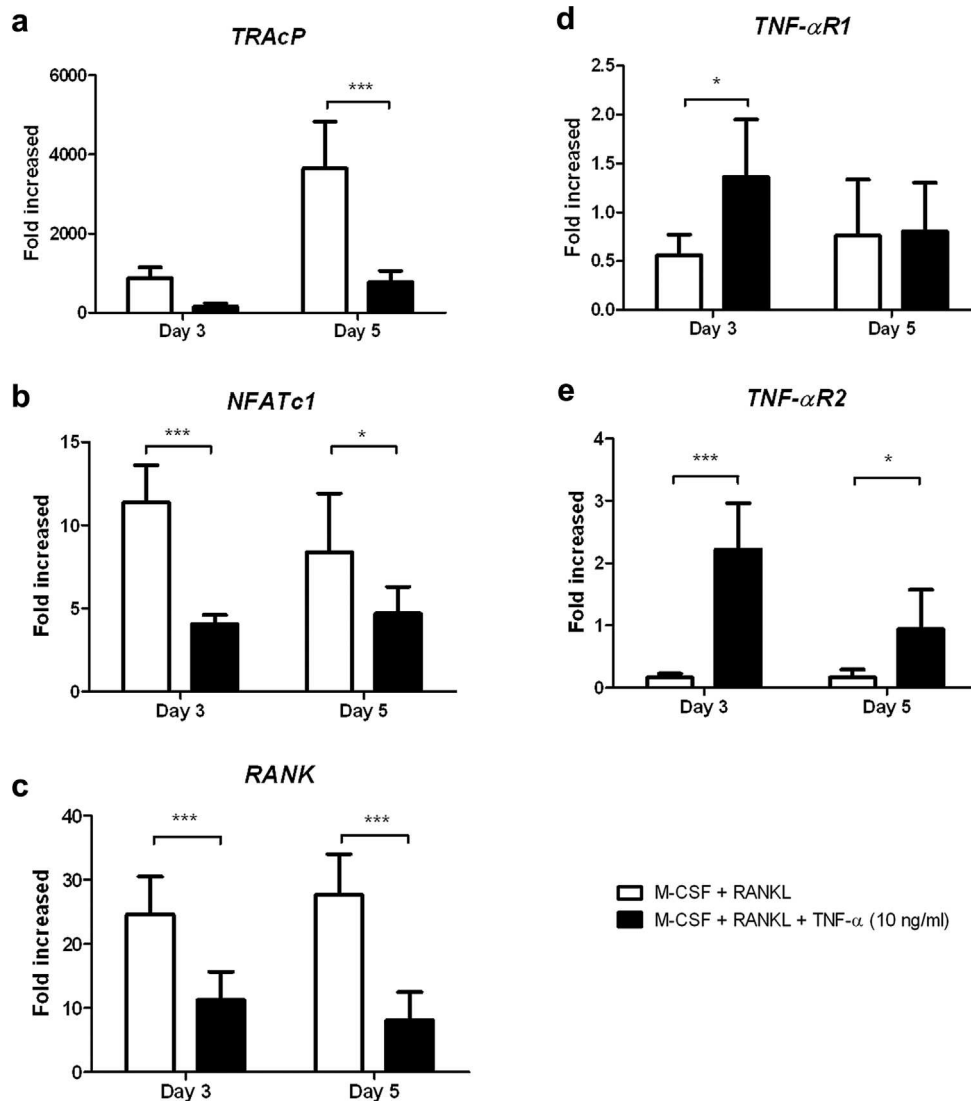 a
TRAcP
Fold increased
6000
4000
2000
0
***
Day 3
Day 5
b
NFATc1
Fold increased
15
10
5
0
***
*
Day 3
Day 5
c
RANK
Fold increased
40
30
20
10
0
***
***
Day 3
Day 5
d
TNF-αR1
Fold increased
2.5
2.0
1.5
1.0
0.5
0.0
*
Day 3
Day 5
e
TNF-αR2
Fold increased
4
3
2
1
0
***
*
Day 3
Day 5
M-CSF + RANKL
M-CSF + RANKL + TNF-α (10 ng/ml)